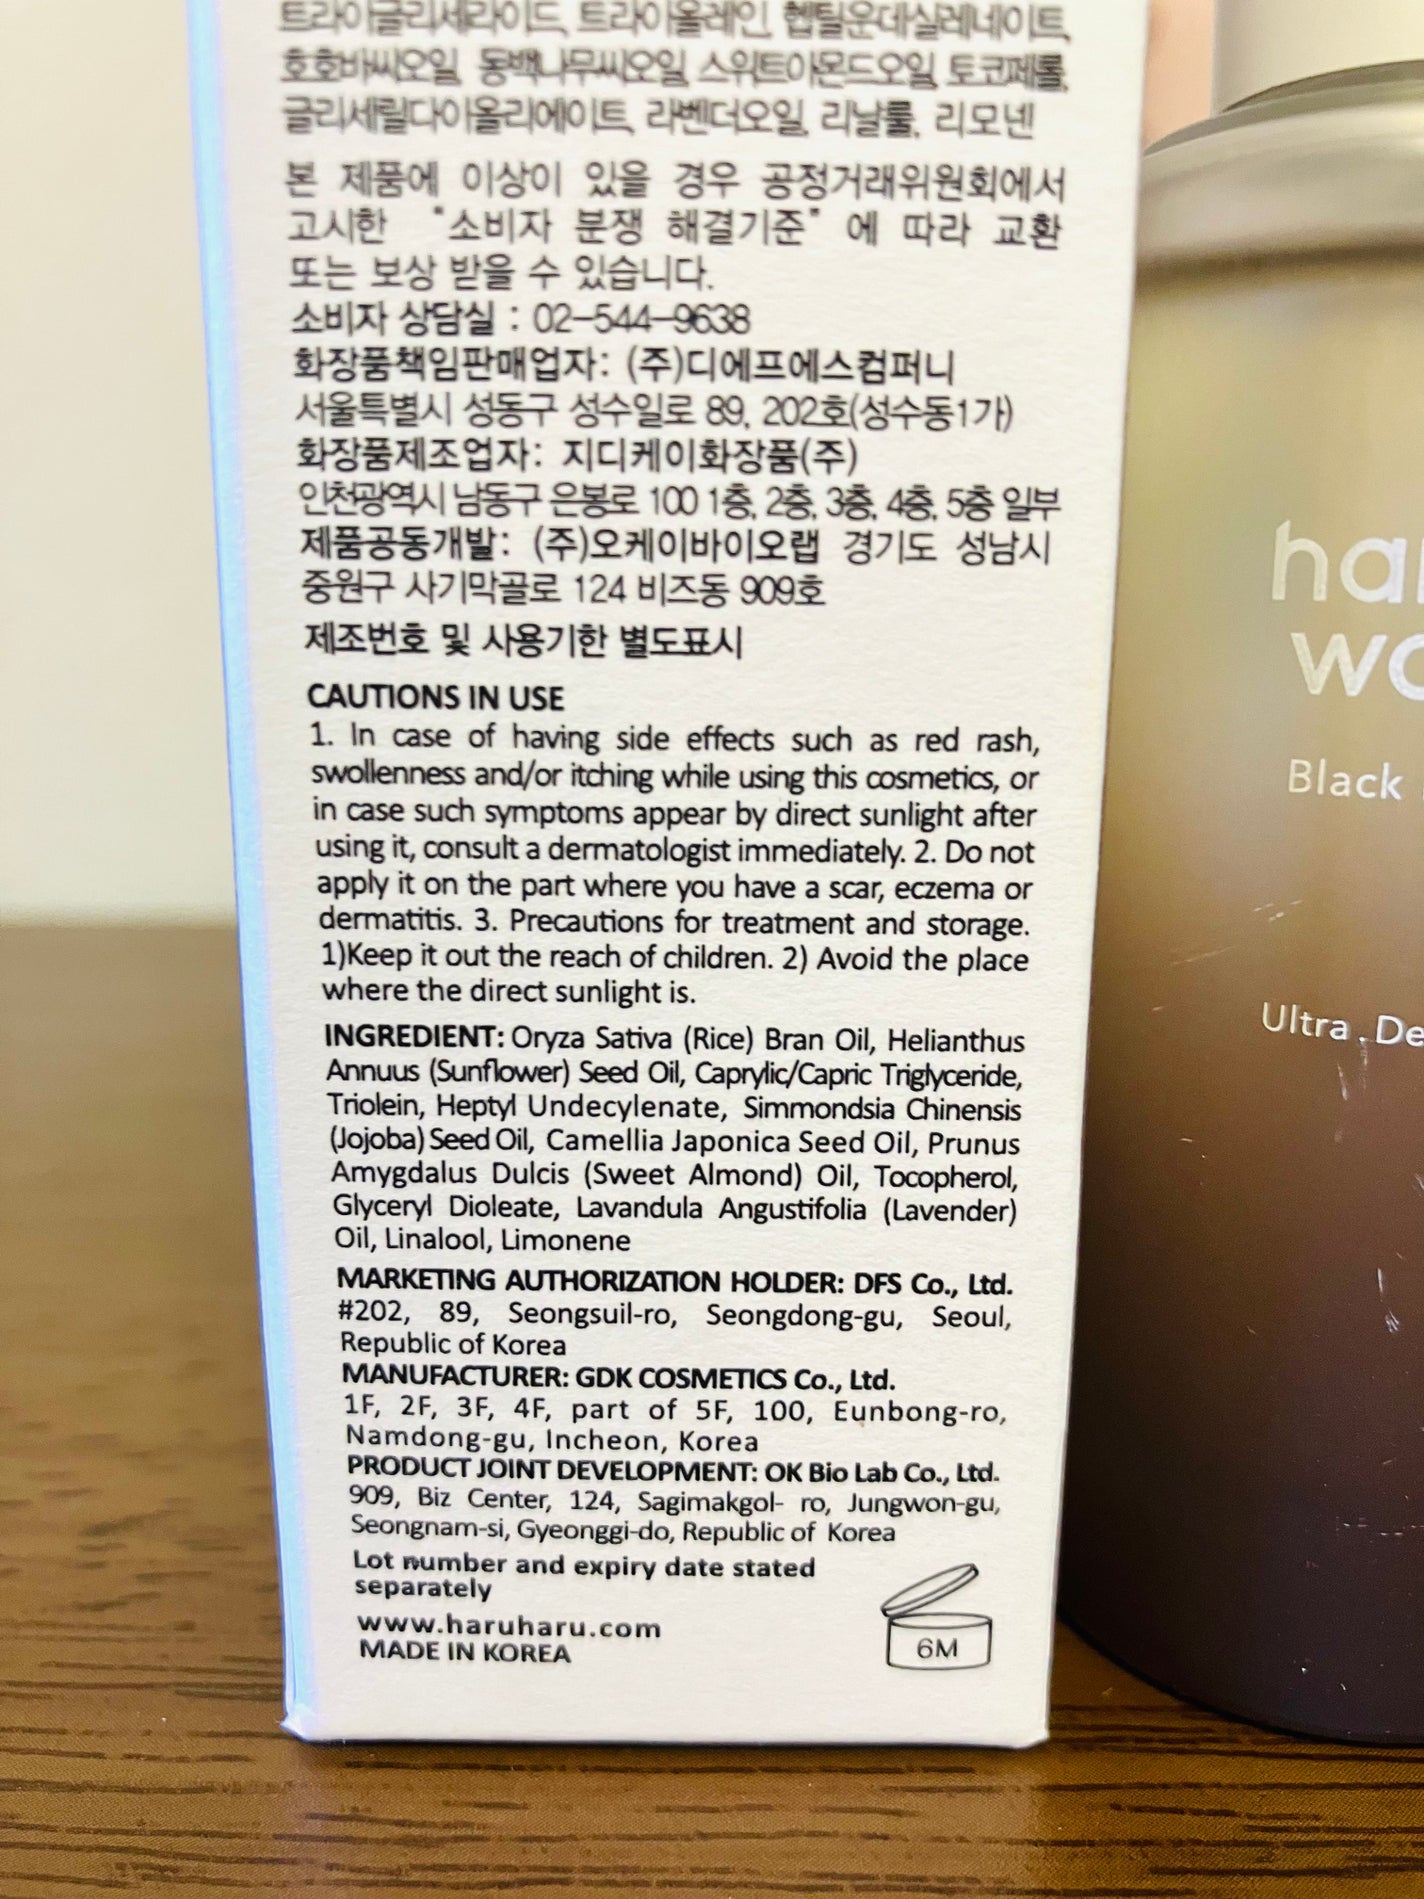 트라이글리세라이드, 트라이올레인, 헵틸운데실레네이트,
호호바씨오일, 동백나무씨오일, 스위트아몬드오일, 토코페롤,
글리세릴다이올리에이트, 라벤더오일, 리날룰, 리모넨
본 제품에 이상이 있을 경우 공정거래위원회에서
고시한 "소비자 분쟁 해결기준" 에 따라 교환
또는 보상 받을 수 있습니다.
소비자 상담실 : 02-544-9638
화장품책임판매업자: (주)디에프에스컴퍼니
서울특별시 성동구 성수일로 89, 202호(성수동1가)
화장품제조업자: 지디케이화장품(주)
인천광역시 남동구 은봉로 100 1층, 2층, 3층, 4층, 5층 일부
제품공동개발: (주)오케이바이오랩 경기도 성남시
중원구 사기막골로 124 비즈동 909호
제조번호 및 사용기한 별도표시
CAUTIONS IN USE
1. In case of having side effects such as red rash,
swollenness and/or itching while using this cosmetics, or
in case such symptoms appear by direct sunlight after
using it, consult a dermatologist immediately. 2. Do not
apply it on the part where you have a scar, eczema or
dermatitis. 3. Precautions for treatment and storage.
1)Keep it out the reach of children. 2) Avoid the place
where the direct sunlight is.
INGREDIENT: Oryza Sativa (Rice) Bran Oil, Helianthus
Annuus (Sunflower) Seed Oil, Caprylic/Capric Triglyceride,
Triolein, Heptyl Undecylenate, Simmondsia Chinensis
(Jojoba) Seed Oil, Camellia Japonica Seed Oil, Prunus
Amygdalus Dulcis (Sweet Almond) Oil, Tocopherol,
Glyceryl Dioleate, Lavandula Angustifolia (Lavender)
Oil, Linalool, Limonene
MARKETING AUTHORIZATION HOLDER: DFS Co., Ltd.
#202, 89, Seongsuil-ro, Seongdong-gu, Seoul,
Republic of Korea
MANUFACTURER: GDK COSMETICS Co., Ltd.
1F, 2F, 3F, 4F, part of 5F, 100, Eunbong-ro,
Namdong-gu, Incheon, Korea
PRODUCT JOINT DEVELOPMENT: OK Bio Lab Co., Ltd.
909, Biz Center, 124, Sagimakgol- ro, Jungwon-gu,
Seongnam-si, Gyeonggi-do, Republic of Korea
Lot number and expiry date stated
separately
www.haruharu.com
MADE IN KOREA
6M
Black
Ultra